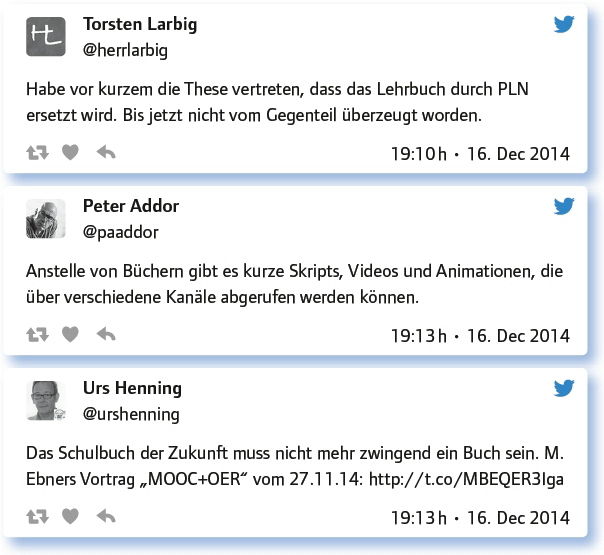 Torsten Larbig
@herrlarbig
Habe vor kurzem die These vertreten, dass das Lehrbuch durch PLN
ersetzt wird. Bis jetzt nicht vom Gegenteil überzeugt worden.
19:10 h • 16. Dec 2014
Peter Addor
@paaddor
Anstelle von Büchern gibt es kurze Skripts, Videos und Animationen, die
über verschiedene Kanäle abgerufen werden können.
19:13 h • 16. Dec 2014
Urs Henning
@urshenning
Das Schulbuch der Zukunft muss nicht mehr zwingend ein Buch sein. M.
Ebners Vortrag „MOOC+OER“ vom 27.11.14: http://t.co/MBEQER3lga
19:13 h • 16. Dec 2014